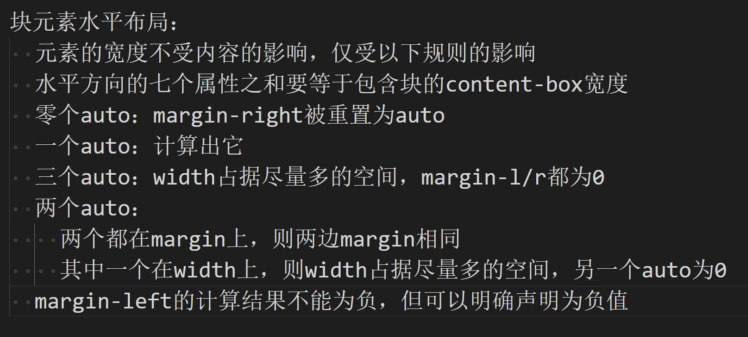 块元素水平布局：
元素的宽度不受内容的影响，仅受以下规则的影响
水平方向的七个属性之和要等于包含块的content-box宽度
零个auto：margin-right被重置为auto
一个auto：计算出它
三个auto：width占据尽量多的空间，margin-l/r都为0
两个auto：
两个都在margin上，则两边margin相同
其中一个在width上，则width占据尽量多的空间，另一个auto为0
margin-left的计算结果不能为负，但可以明确声明为负值